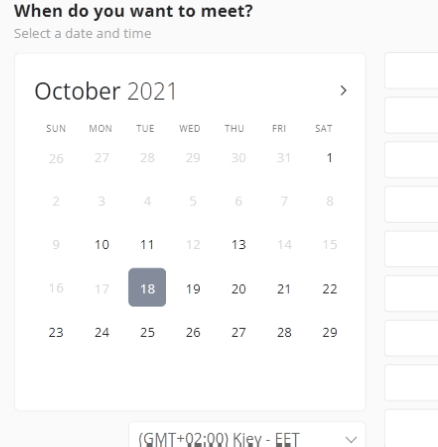 When do you want to meet?
Select a date and time
October 2021
SUN MON TUE WED THU FRI SAT
26 27 28 29 30 31 1
2 3 4 5 6 7 8
9 10 11 12 13 14 15
16 17 18 19 20 21 22
23 24 25 26 27 28 29
(GMT+02:00) Kiev - EET